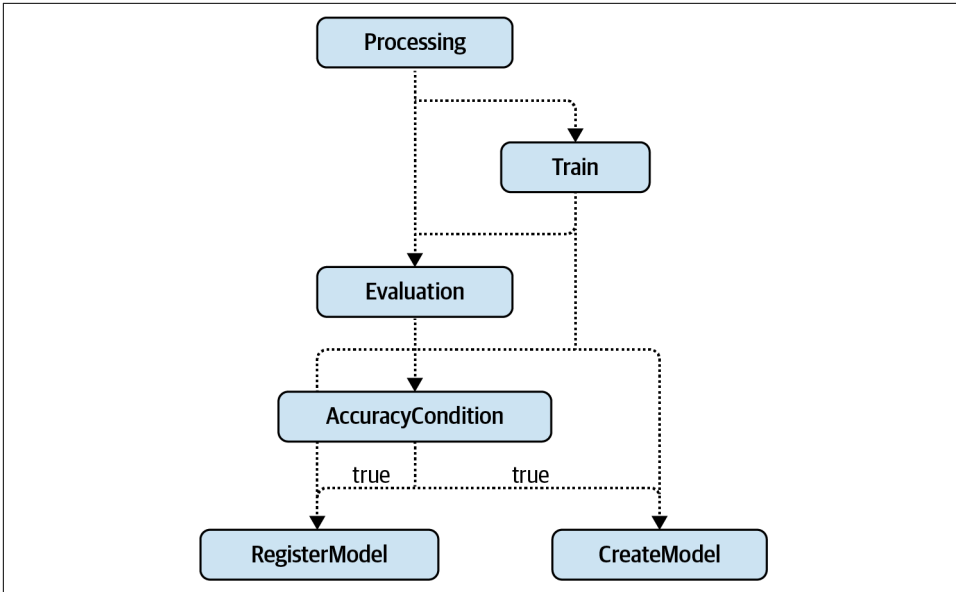 Processing
Train
Evaluation
AccuracyCondition
true
true
RegisterModel
CreateModel